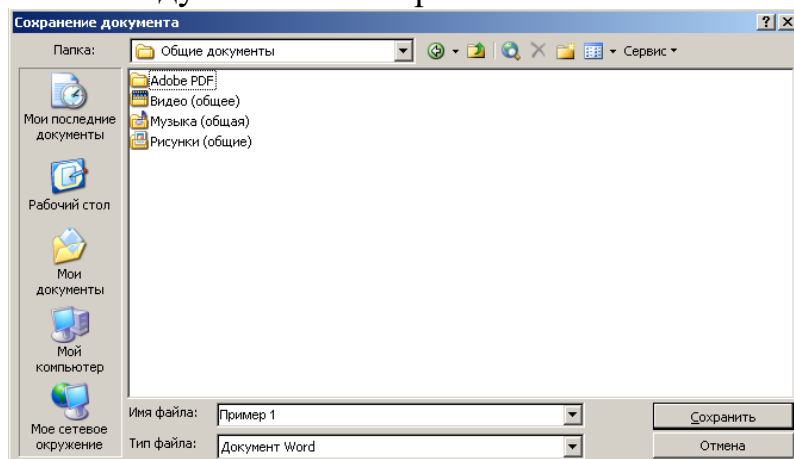 Сохранение документа
Папка:
Общие документы
Сервис
Adobe PDF
Видео (общее)
Музыка (общая)
Рисунки (общие)
Мои последние
документы
Рабочий стол
Мои
документы
Мой
компьютер
Мое сетевое
окружение
Имя файла:
Пример 1
Сохранить
Тип файла:
Документ Word
Отмена